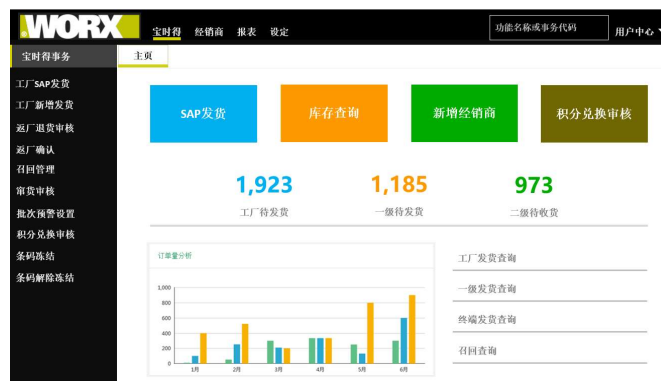 WORX
宝时得 经销商 报表 设定
功能名称或事务代码
用户中心
宝时得事务
主页
工厂SAP发货
工厂新增发货
返厂退货审核
返厂确认
召回管理
窜货审核
批次预警设置
积分兑换审核
条码冻结
条码解除冻结
SAP发货
库存查询
新增经销商
积分兑换审核
1,923
1,185
973
工厂待发货
一级待发货
二级待收货
订单量分析
1,000
800
600
400
200
0
1月 2月 3月 4月 5月 6月
工厂发货查询
一级发货查询
终端发货查询
召回查询